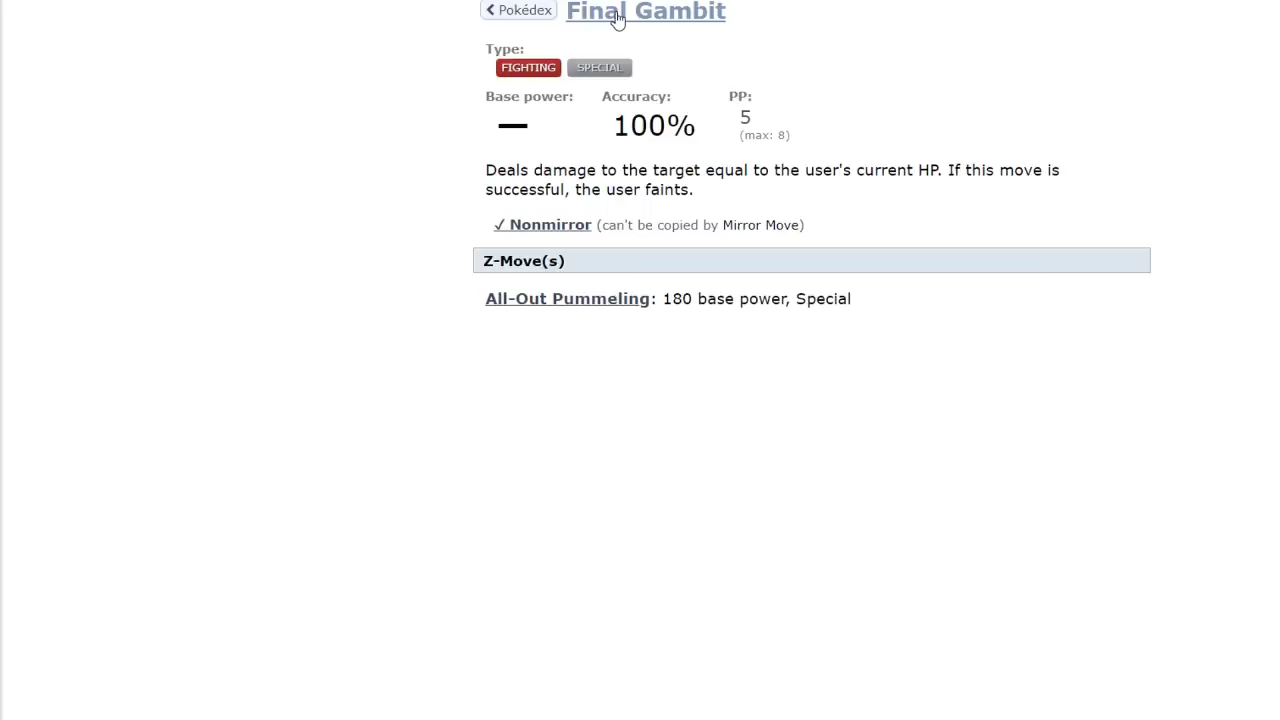 Pokédex Final Gambit
Type:
FIGHTING SPECIAL
Base power: Accuracy: PP:
— 100% 5
(max: 8)
Deals damage to the target equal to the user's current HP. If this move is
successful, the user faints.
✓ Nonmirror (can't be copied by Mirror Move)
Z-Move(s)
All-Out Pummeling: 180 base power, Special